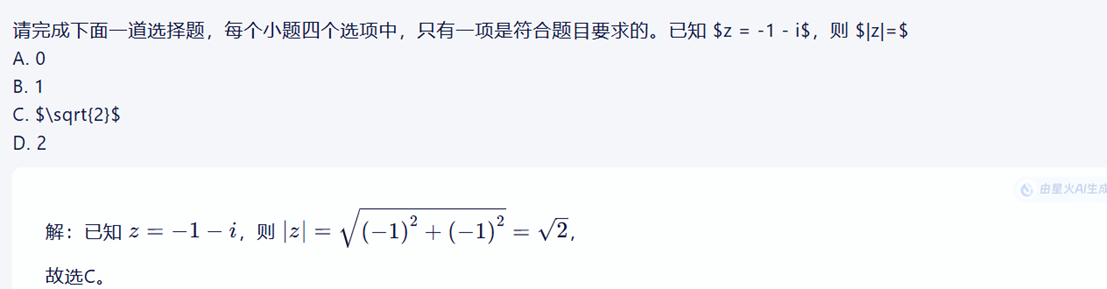 请完成下面一道选择题，每个小题四个选项中，只有一项是符合题目要求的。已知 $z = -1 - i$，则 $|z|=$
A. 0
B. 1
C. $\sqrt{2}$
D. 2
由星火AI生成
解：已知 z = −1 − i，则 |z| = √((−1)² + (−1)²) = √2，
故选C。